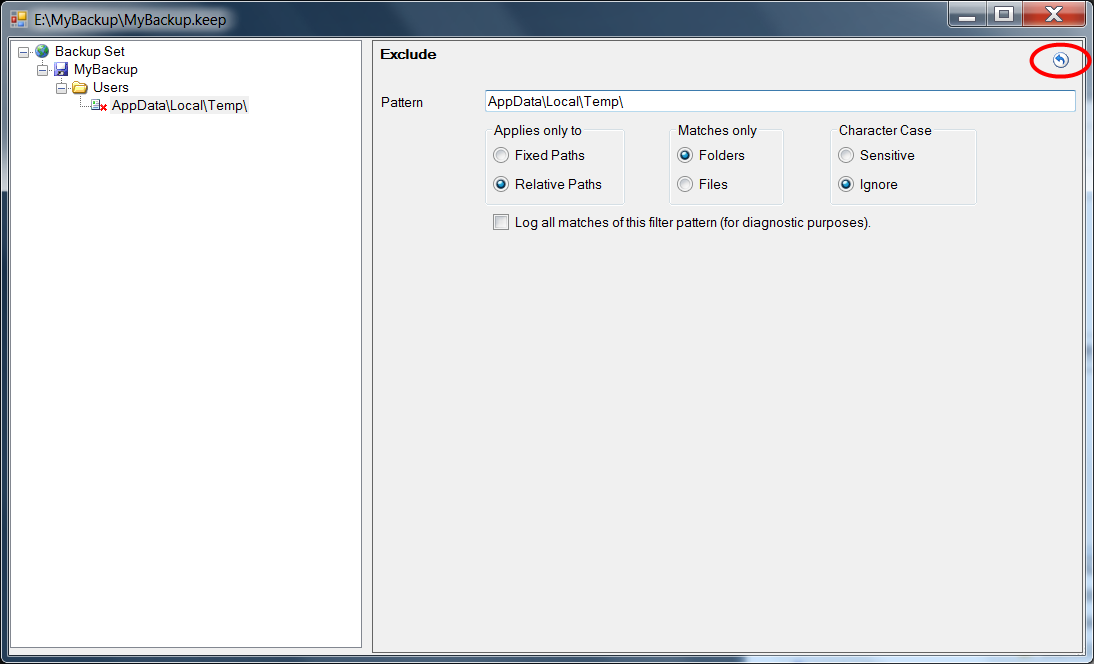 E:\MyBackup\MyBackup.keep
Backup Set
MyBackup
Users
AppData\Local\Temp\
Exclude
Pattern
AppData\Local\Temp\
Applies only to
Fixed Paths
Relative Paths
Matches only
Folders
Files
Character Case
Sensitive
Ignore
Log all matches of this filter pattern (for diagnostic purposes).